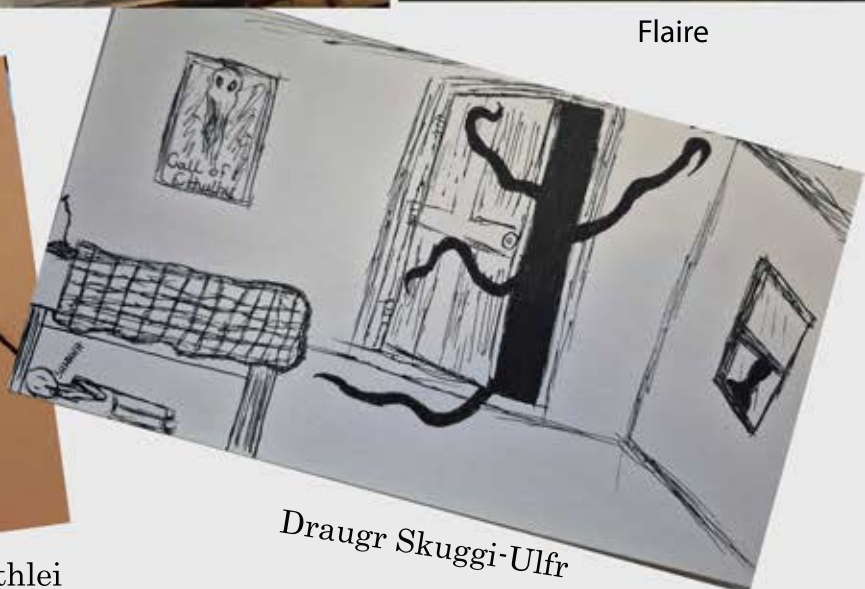 Flaire
Call of
Cthulhu
Draugr Skuggi-Ulfr
thlei